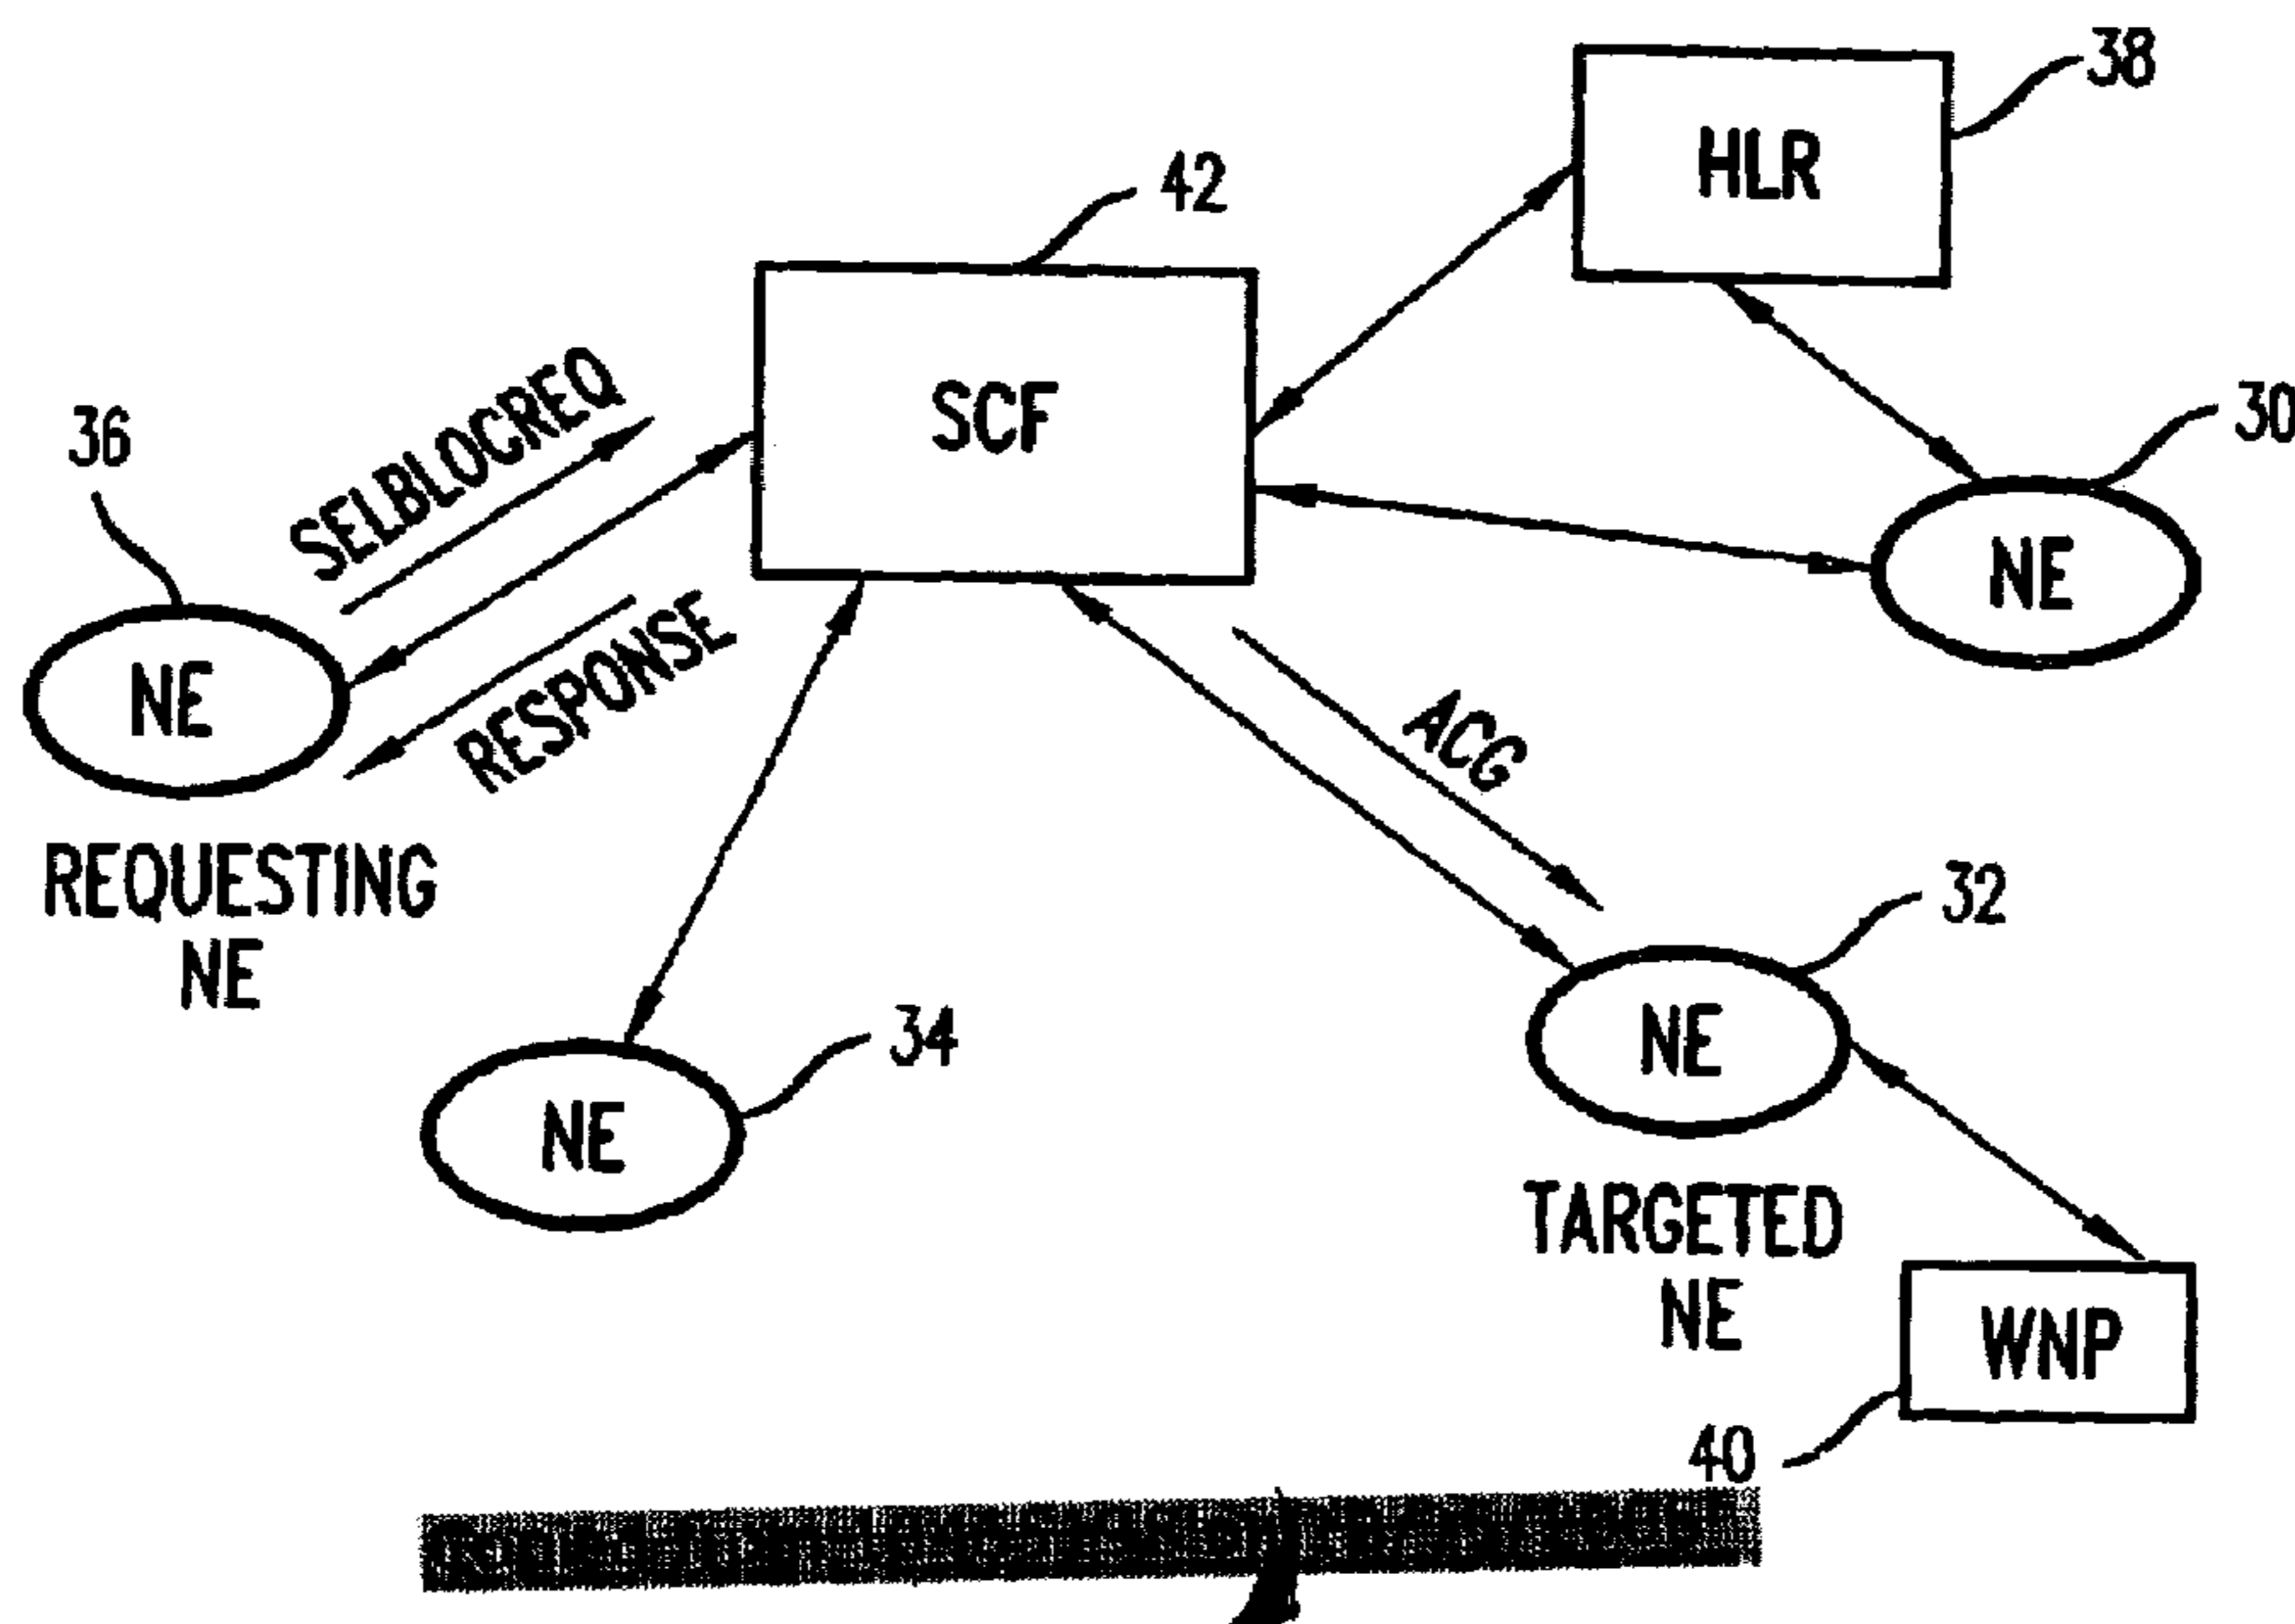 38
42
HLR
SELBLOCREQ
36
SCF
30
NE
NE
RESPONSE
ACG
REQUESTING
NE
32
34
NE
NE
TARGETED
NE
WNP
40